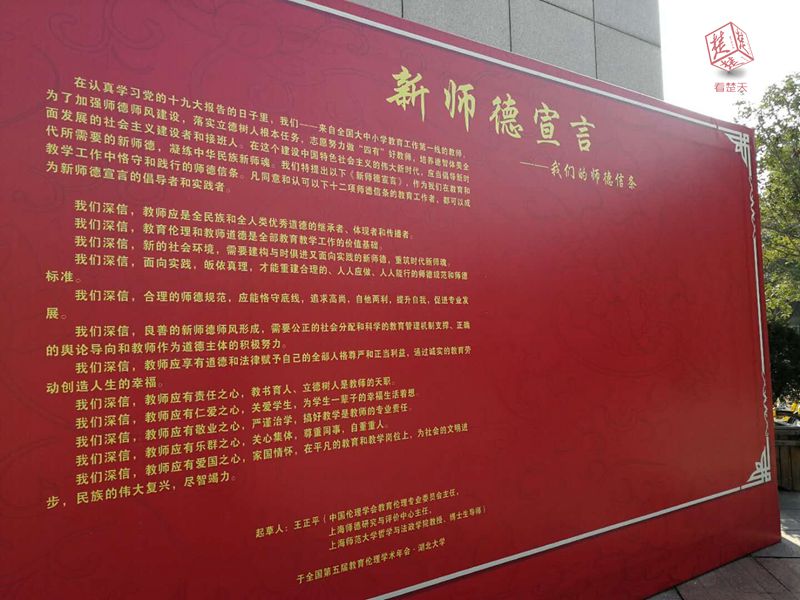 楚楚楚
看楚天
新师德宣言
——我们的师德信条
在认真学习党的十九大报告的日子里，我们——来自全国大中小学教育工作第一线的教师，
为了加强师德师风建设，落实立德树人根本任务，志愿努力做“四有”好教师，培养德智体美全
面发展的社会主义建设者和接班人。在这个建设中国特色社会主义的伟大新时代，应当倡导新时
代所需要的新师德，凝练中华民族新师魂。我们特提出以下《新师德宣言》，作为我们在教育和
教学工作中恪守和践行的师德信条。凡同意和认可以下十二项师德信条的教育工作者，都可以成
为新师德宣言的倡导者和实践者。
我们深信，教师应是全民族和全人类优秀道德的继承者、体现者和传播者。
我们深信，教育伦理和教师道德是全部教育教学工作的价值基础。
我们深信，新的社会环境，需要建构与时俱进又面向实践的新师德，重筑时代新师魂。
我们深信，面向实践，皈依真理，才能重建合理的、人人应做、人人能行的师德规范和师德
标准。
我们深信，合理的师德规范，应能恪守底线，追求高尚，自他两利，提升自我，促进专业发
展。
我们深信，良善的新师德师风形成，需要公正的社会分配和科学的教育管理机制支撑、正确
的舆论导向和教师作为道德主体的积极努力。
我们深信，教师应享有道德和法律赋予自己的全部人格尊严和正当利益，通过诚实的教育劳
动创造人生的幸福。
我们深信，教师应有责任之心，教书育人、立德树人是教师的天职。
我们深信，教师应有仁爱之心，关爱学生，为学生一辈子的幸福生活着想。
我们深信，教师应有敬业之心，严谨治学，搞好教学是教师的专业责任。
我们深信，教师应有乐群之心，关心集体，尊重同事，自重重人。
我们深信，教师应有爱国之心，家国情怀，在平凡的教育和教学岗位上，为社会的文明进
步，民族的伟大复兴，尽智竭力。
起草人：王正平（中国伦理学会教育伦理专业委员会主任，
上海师德研究与评价中心主任，
上海师范大学哲学与法政学院教授、博士生导师）
于全国第五届教育伦理学术年会·湖北大学